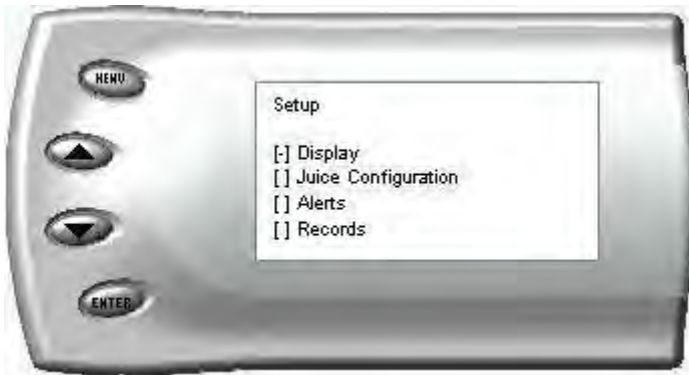 MENU
Setup
[-] Display
[ ] Juice Configuration
[ ] Alerts
[ ] Records
ENTER